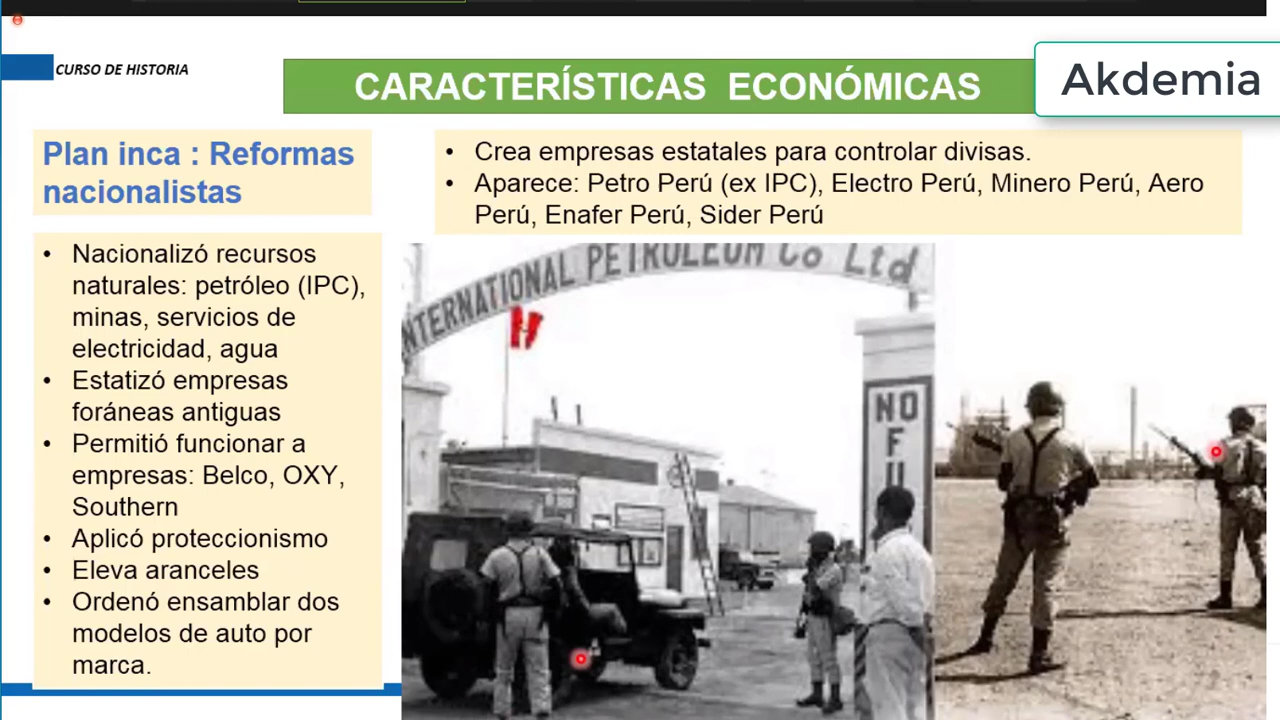 CURSO DE HISTORIA
CARACTERÍSTICAS ECONÓMICAS
Akdemia
Plan inca : Reformas
nacionalistas
• Nacionalizó recursos
naturales: petróleo (IPC),
minas, servicios de
electricidad, agua
• Estatizó empresas
foráneas antiguas
• Permitió funcionar a
empresas: Belco, OXY,
Southern
• Aplicó proteccionismo
• Eleva aranceles
• Ordenó ensamblar dos
modelos de auto por
marca.
• Crea empresas estatales para controlar divisas.
• Aparece: Petro Perú (ex IPC), Electro Perú, Minero Perú, Aero
Perú, Enafer Perú, Sider Perú
INTERNATIONAL PETROLEUM Co Ltd
NO